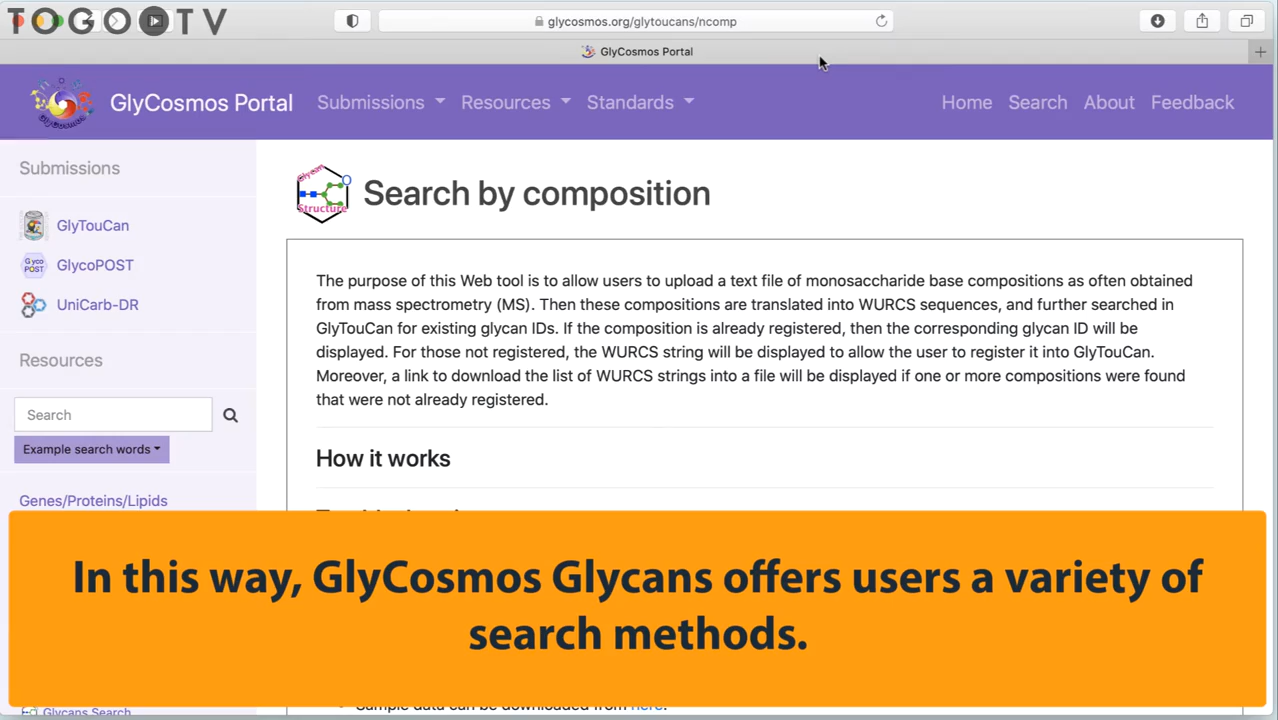 TOGOTV
glycosmos.org/glytoucans/ncomp
GlyCosmos Portal
GlyCosmos Portal
Submissions
Resources
Standards
Home
Search
About
Feedback
Submissions
GlyTouCan
GlycoPOST
UniCarb-DR
Resources
Search
Example search words
Genes/Proteins/Lipids
Glycans Search
Glycan
Structure
Search by composition
The purpose of this Web tool is to allow users to upload a text file of monosaccharide base compositions as often obtained
from mass spectrometry (MS). Then these compositions are translated into WURCS sequences, and further searched in
GlyTouCan for existing glycan IDs. If the composition is already registered, then the corresponding glycan ID will be
displayed. For those not registered, the WURCS string will be displayed to allow the user to register it into GlyTouCan.
Moreover, a link to download the list of WURCS strings into a file will be displayed if one or more compositions were found
that were not already registered.
How it works
In this way, GlyCosmos Glycans offers users a variety of
search methods.
Sample data can be downloaded from here.